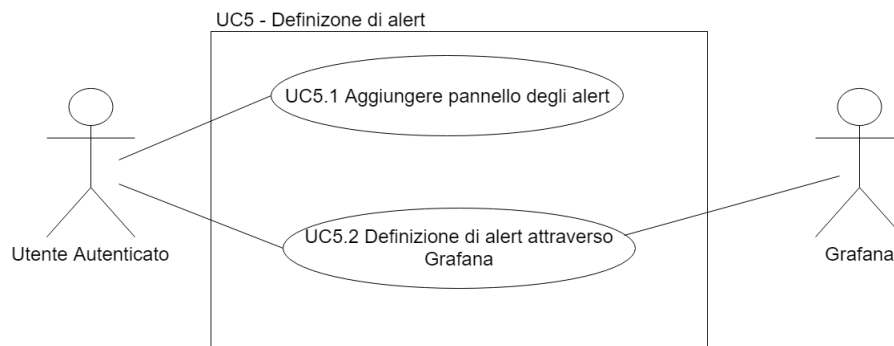 UC5 - Definizone di alert
UC5.1 Aggiungere pannello degli alert
UC5.2 Definizione di alert attraverso
Grafana
Utente Autenticato
Grafana